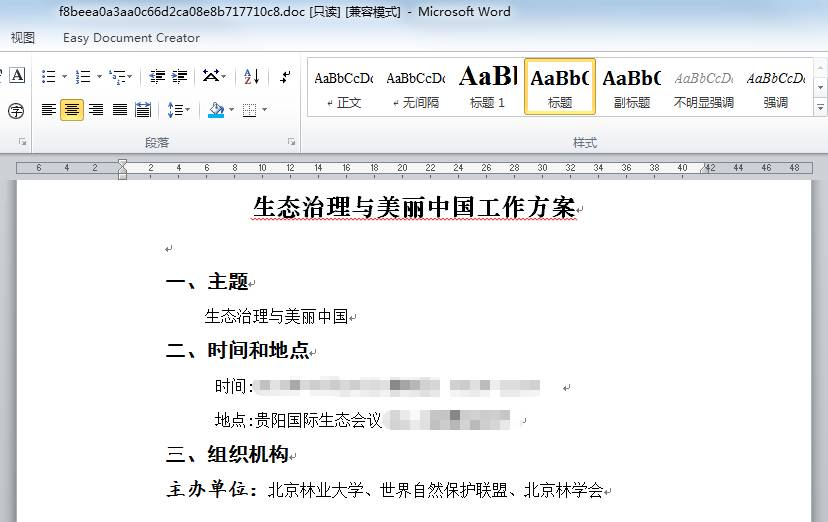 f8beea0a3aa0c66d2ca08e8b717710c8.doc [只读] [兼容模式] - Microsoft Word
视图 Easy Document Creator
A
AaBbCcDc AaBbCcDc AaBl AaBbC AaBbC AaBbCcDc AaBbCcDc
字
正文 无间隔 标题 1 标题 副标题 不明显强调 强调
段落 样式
6 4 2 2 4 6 8 10 12 14 16 18 20 22 24 26 28 30 32 34 36 38 40 42 44 46 48
生态治理与美丽中国工作方案
一、主题
生态治理与美丽中国
二、时间和地点
时间:
地点:贵阳国际生态会议
三、组织机构
主办单位：北京林业大学、世界自然保护联盟、北京林学会